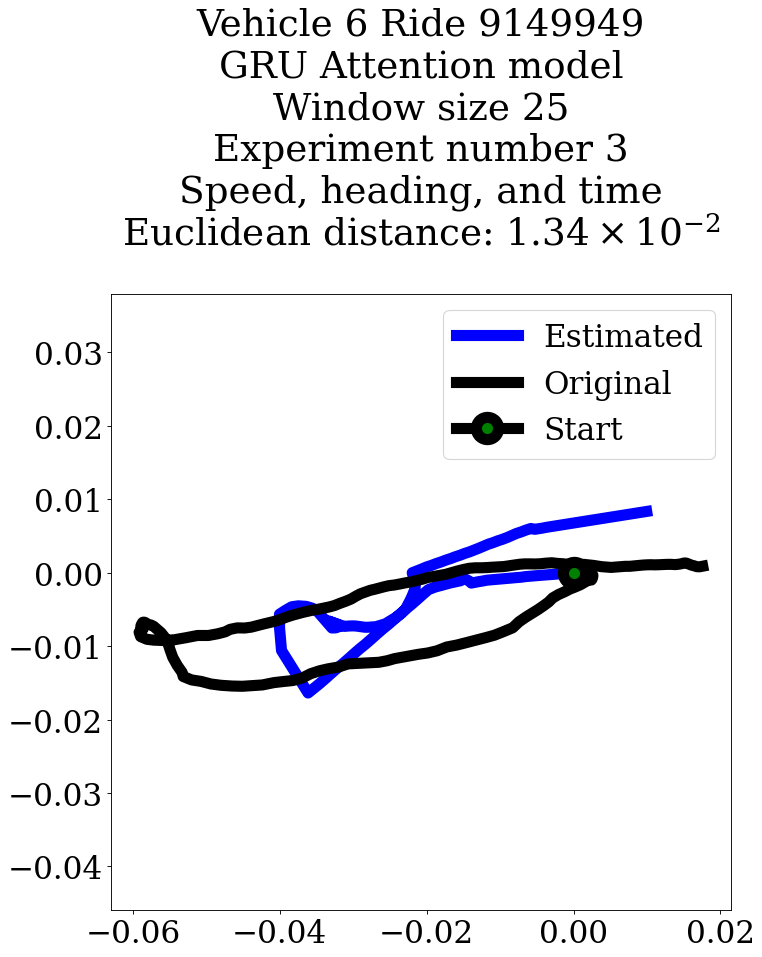 Vehicle 6 Ride 9149949
GRU Attention model
Window size 25
Experiment number 3
Speed, heading, and time
Euclidean distance: 1.34 × 10⁻²
Estimated
Original
Start
0.03
0.02
0.01
0.00
−0.01
−0.02
−0.03
−0.04
−0.06 −0.04 −0.02 0.00 0.02